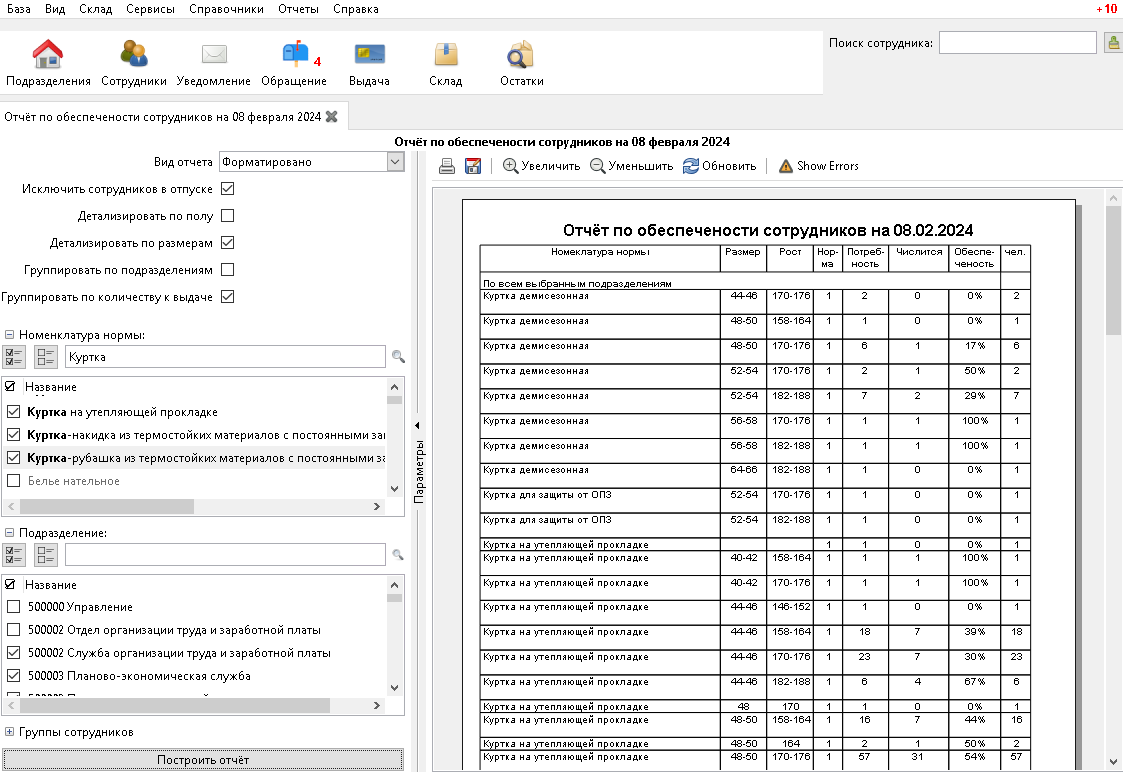 База Вид Склад Сервисы Справочники Отчеты Справка +10
Поиск сотрудника:
Подразделения Сотрудники Уведомление Обращение 4 Выдача Склад Остатки
Отчёт по обеспечености сотрудников на 08 февраля 2024
Отчёт по обеспечености сотрудников на 08 февраля 2024
Вид отчета Форматировано
Исключить сотрудников в отпуске
Детализировать по полу
Детализировать по размерам
Группировать по подразделениям
Группировать по количеству к выдаче
Номенклатура нормы:
Куртка
Название
Куртка на утепляющей прокладке
Куртка-накидка из термостойких материалов с постоянными
Куртка-рубашка из термостойких материалов с постоянными
Белье нательное
Подразделение:
Название
500000 Управление
500002 Отдел организации труда и заработной платы
500002 Служба организации труда и заработной платы
500003 Планово-экономическая служба
Группы сотрудников
Построить отчёт
Параметры
Увеличить Уменьшить Обновить Show Errors
Отчёт по обеспечености сотрудников на 08.02.2024
Номеклатура нормы Размер Рост Нор- Потреб- Числится Обеспе- чел.
ма ность ченость
По всем выбранным подразделениям
Куртка демисезонная 44-46 170-176 1 2 0 0% 2
Куртка демисезонная 48-50 158-164 1 1 0 0% 1
Куртка демисезонная 48-50 170-176 1 6 1 17% 6
Куртка демисезонная 52-54 170-176 1 2 1 50% 2
Куртка демисезонная 52-54 182-188 1 7 2 29% 7
Куртка демисезонная 56-58 170-176 1 1 1 100% 1
Куртка демисезонная 56-58 182-188 1 1 1 100% 1
Куртка демисезонная 64-66 182-188 1 1 0 0% 1
Куртка для защиты от ОПЗ 52-54 170-176 1 1 0 0% 1
Куртка для защиты от ОПЗ 52-54 182-188 1 1 0 0% 1
Куртка на утепляющей прокладке 1 1 0 0% 1
Куртка на утепляющей прокладке 40-42 158-164 1 1 1 100% 1
Куртка на утепляющей прокладке 40-42 170-176 1 1 1 100% 1
Куртка на утепляющей прокладке 44-46 146-152 1 1 0 0% 1
Куртка на утепляющей прокладке 44-46 158-164 1 18 7 39% 18
Куртка на утепляющей прокладке 44-46 170-176 1 23 7 30% 23
Куртка на утепляющей прокладке 44-46 182-188 1 6 4 67% 6
Куртка на утепляющей прокладке 48 170 1 1 0 0% 1
Куртка на утепляющей прокладке 48-50 158-164 1 16 7 44% 16
Куртка на утепляющей прокладке 48-50 164 1 2 1 50% 2
Куртка на утепляющей прокладке 48-50 170-176 1 57 31 54% 57